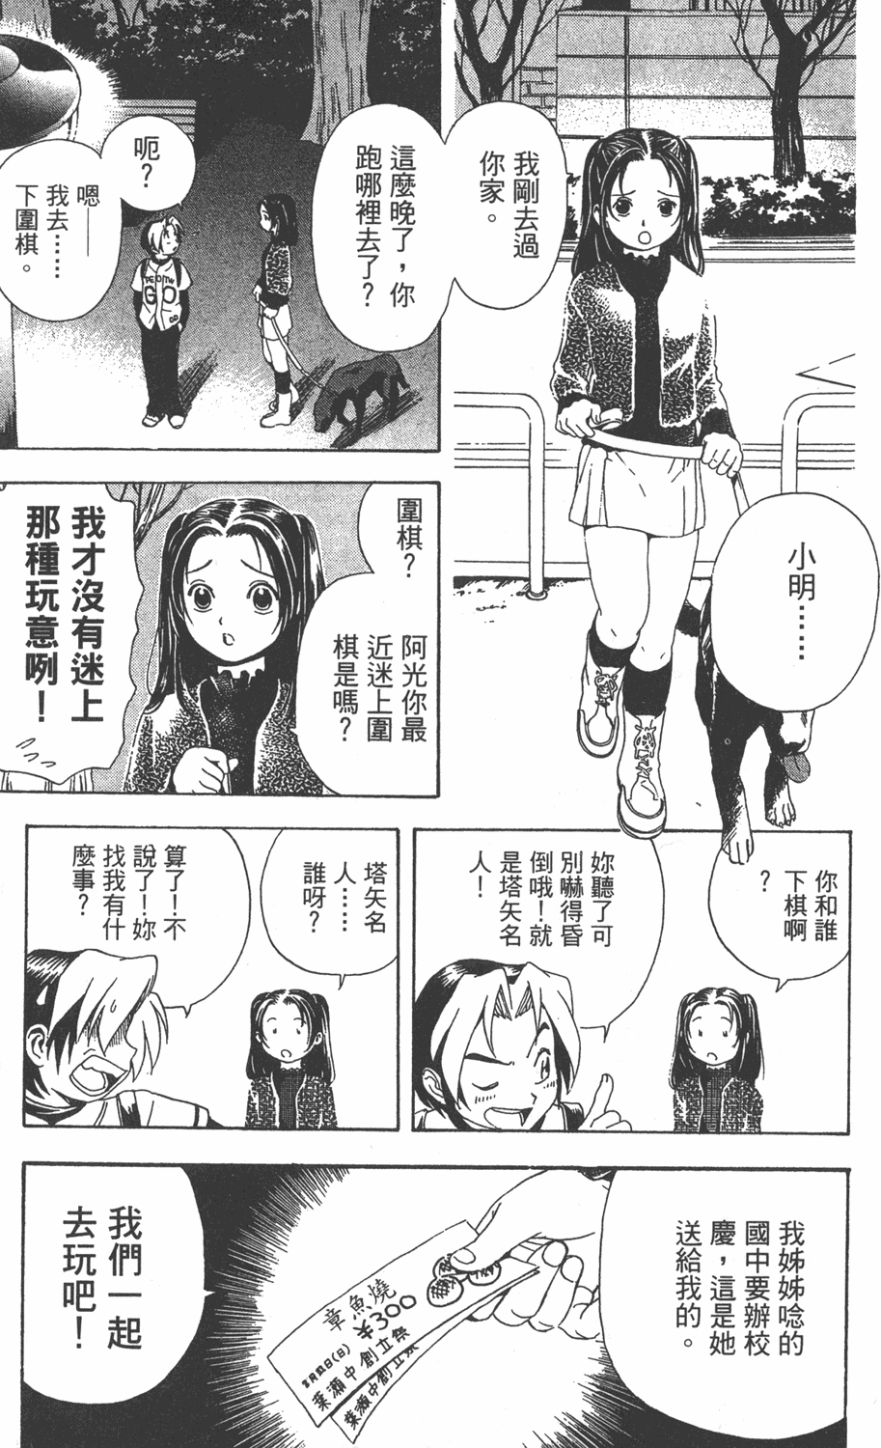 小明……
我剛去過
你家。
這麼晚了，你
跑哪裡去了？
呃？
嗯——
我去……
下圍棋。
圍棋？
阿光你最
近迷上圍
棋是嗎？
我才沒有迷上
那種玩意咧！
你和誰
下棋啊
？
妳聽了可
別嚇得昏
倒哦！就
是塔矢名
人！
塔矢名
人……
誰呀？
算了！不
說了！妳
找我有什
麼事？
我姊姊唸的
國中要辦校
慶，這是她
送給我的。
章魚燒
¥300
葉瀨中創立祭
葉瀨中創立祭
我們一起
去玩吧！